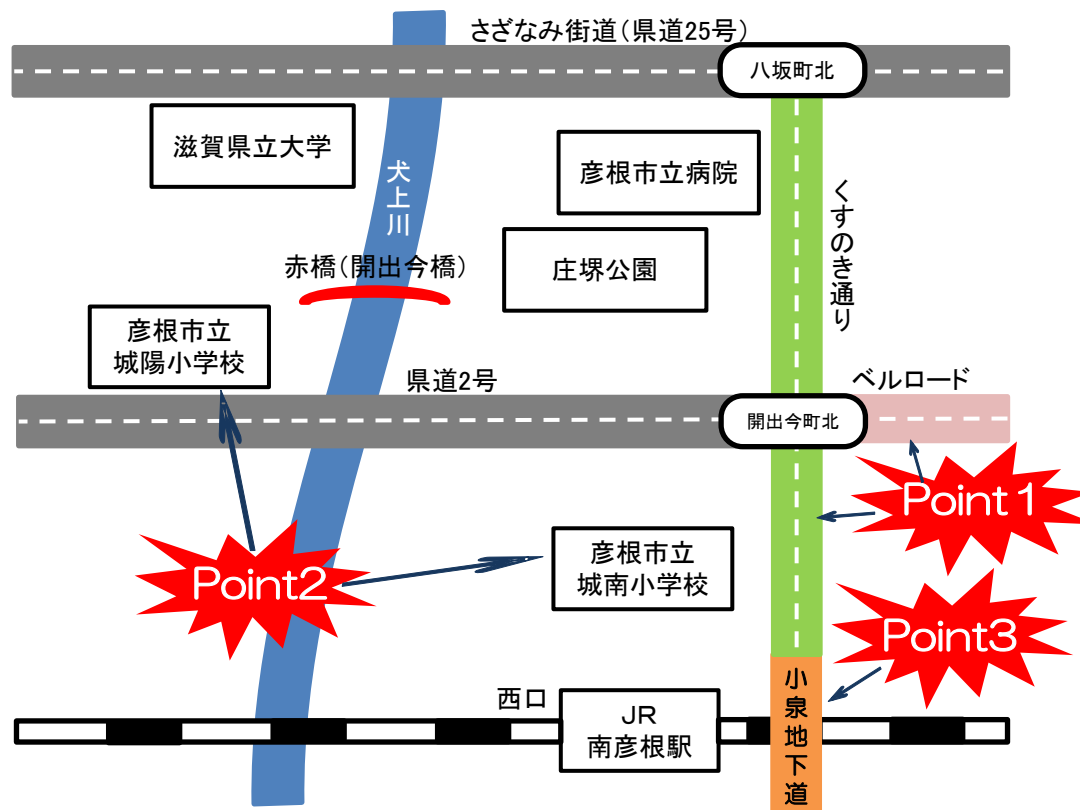 さざなみ街道(県道25号)
八坂町北
滋賀県立大学
彦根市立病院
犬上川
くすのき通り
赤橋(開出今橋)
庄堺公園
彦根市立
城陽小学校
県道2号
ベルロード
開出今町北
Point1
彦根市立
城南小学校
Point2
Point3
小泉地下道
西口
JR
南彦根駅